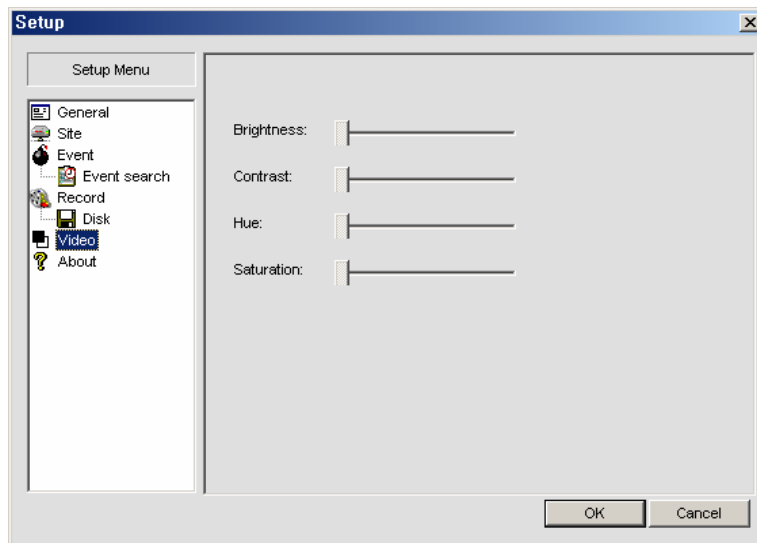 Setup
Setup Menu
General
Site
Event
Event search
Record
Disk
Video
About
Brightness:
Contrast:
Hue:
Saturation:
OK
Cancel